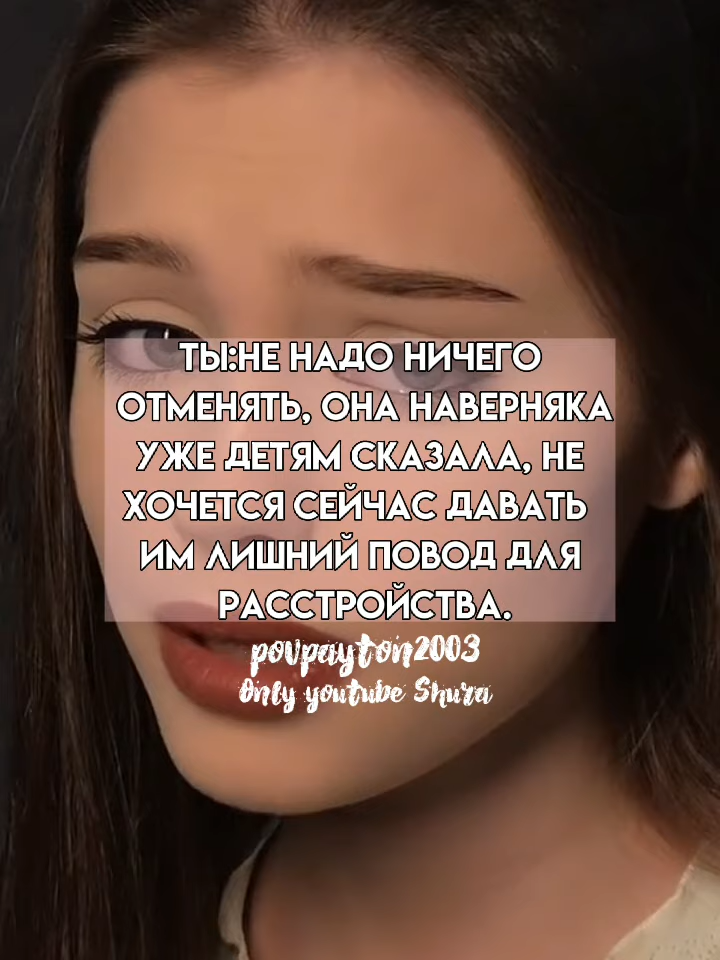 ТЫ:НЕ НАДО НИЧЕГО
ОТМЕНЯТЬ, ОНА НАВЕРНЯКА
УЖЕ ДЕТЯМ СКАЗАЛА, НЕ
ХОЧЕТСЯ СЕЙЧАС ДАВАТЬ
ИМ ЛИШНИЙ ПОВОД ДЛЯ
РАССТРОЙСТВА.
povpayton2003
Only youtube Shura